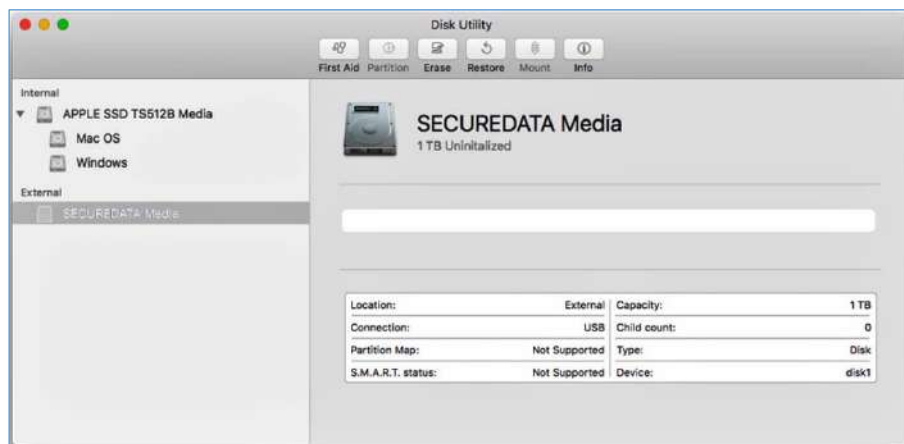 Disk Utility
First Aid Partition Erase Restore Mount Info
Internal
APPLE SSD TS512B Media
Mac OS
Windows
External
SECUREDATA Media
SECUREDATA Media
1 TB Uninitalized
Location: External Capacity: 1 TB
Connection: USB Child count: 0
Partition Map: Not Supported Type: Disk
S.M.A.R.T. status: Not Supported Device: disk1